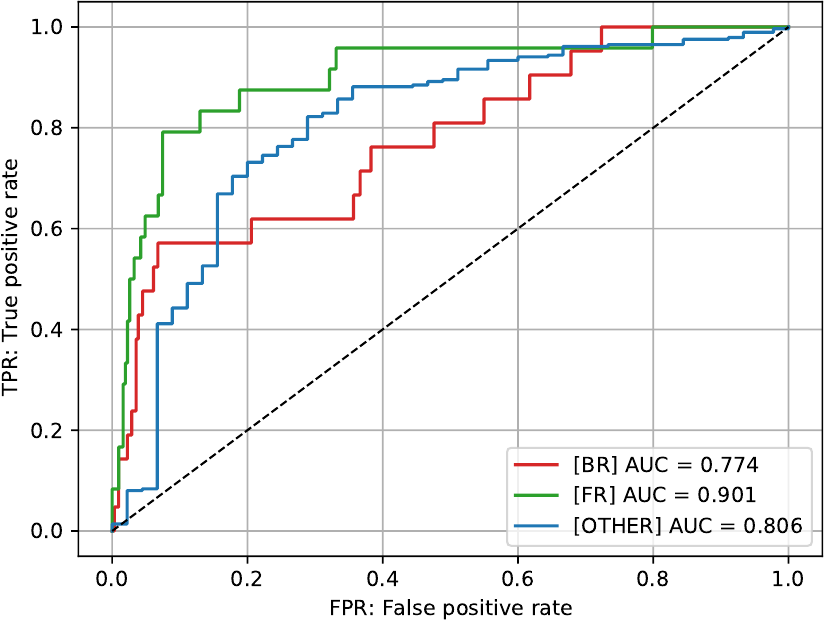 1.0
0.8
0.6
0.4
0.2
0.0
TPR: True positive rate
[BR] AUC = 0.774
[FR] AUC = 0.901
[OTHER] AUC = 0.806
0.0 0.2 0.4 0.6 0.8 1.0
FPR: False positive rate